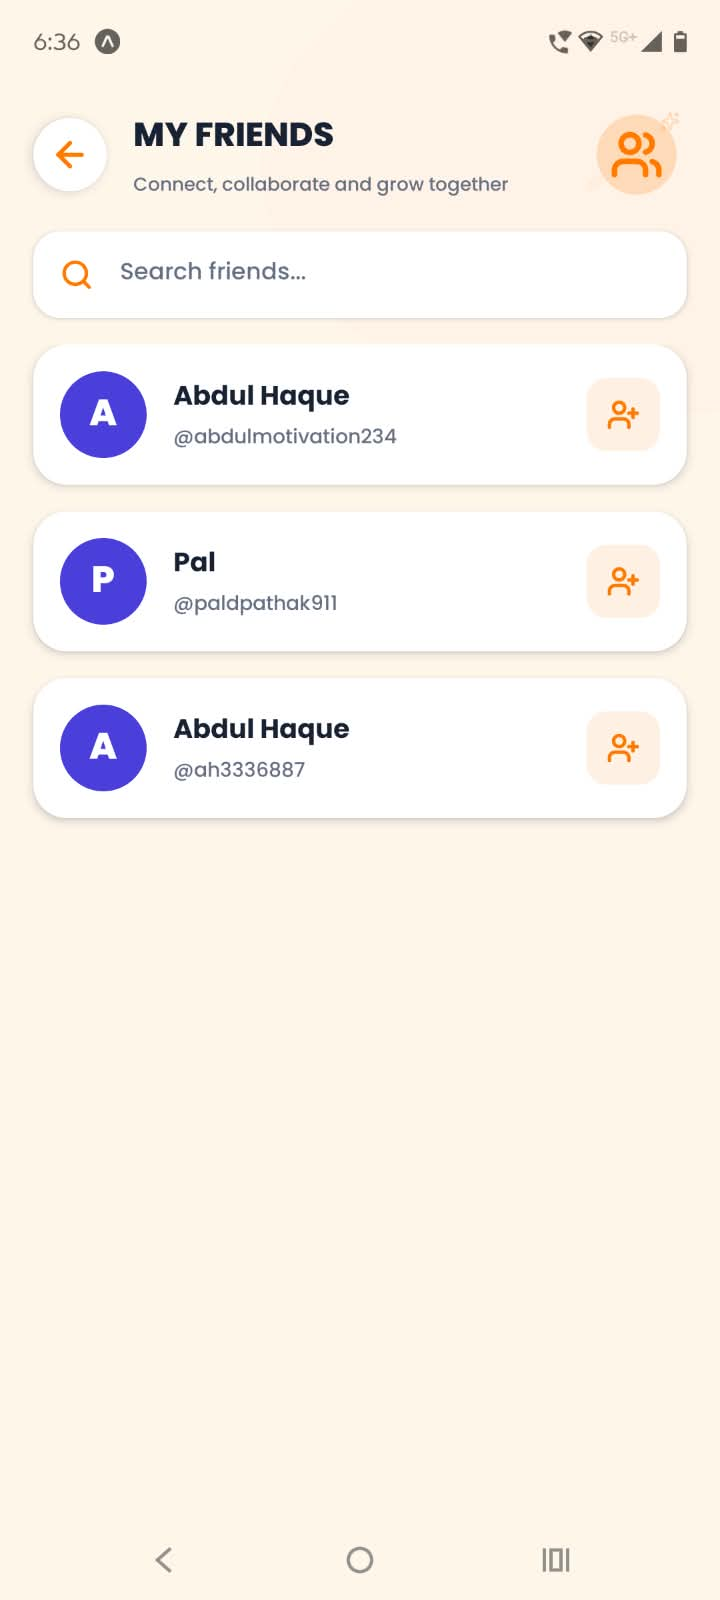 6:36
5G+
MY FRIENDS
Connect, collaborate and grow together
Search friends...
A
Abdul Haque
@abdulmotivation234
P
Pal
@paldpathak911
A
Abdul Haque
@ah3336887